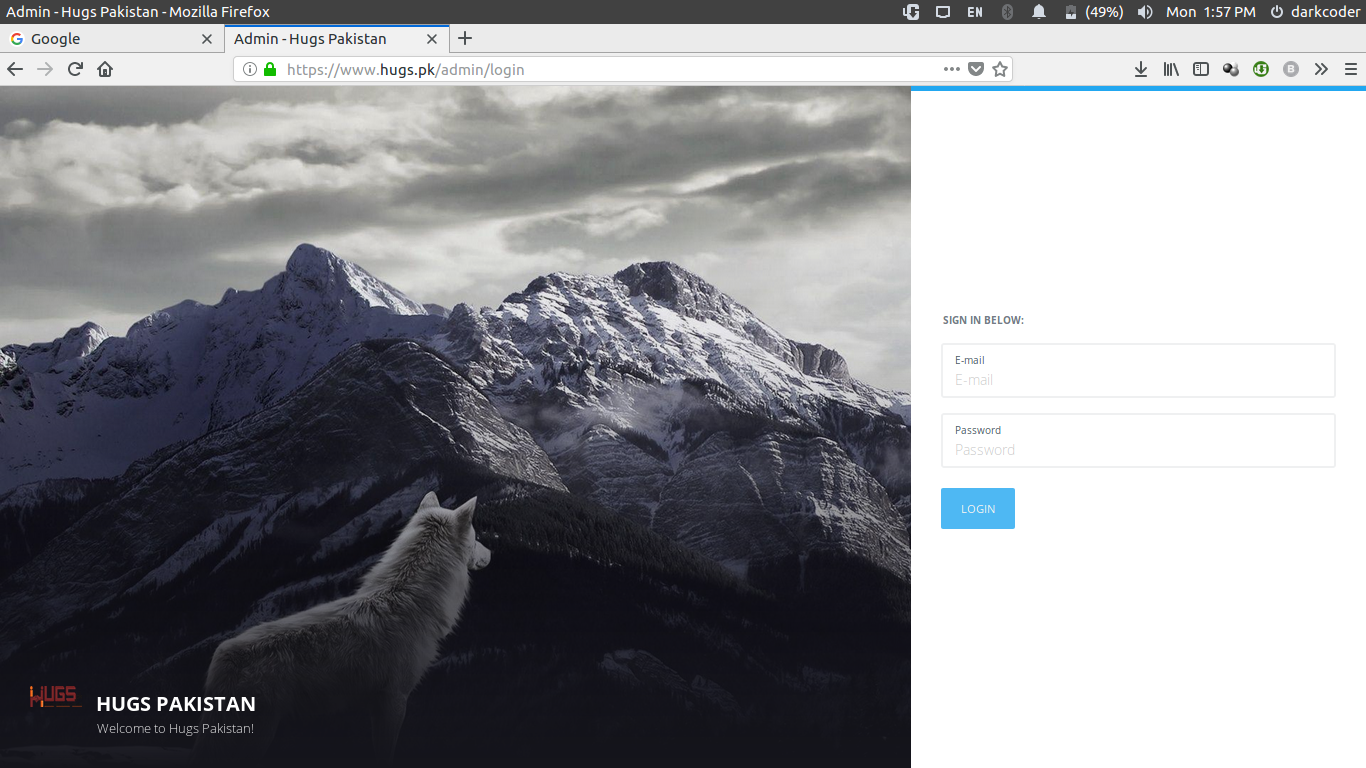 Admin - Hugs Pakistan - Mozilla Firefox
EN (49%) Mon 1:57 PM darkcoder
Google
Admin - Hugs Pakistan
https://www.hugs.pk/admin/login
B
SIGN IN BELOW:
E-mail
E-mail
Password
Password
LOGIN
HUGS
HUGS PAKISTAN
Welcome to Hugs Pakistan!